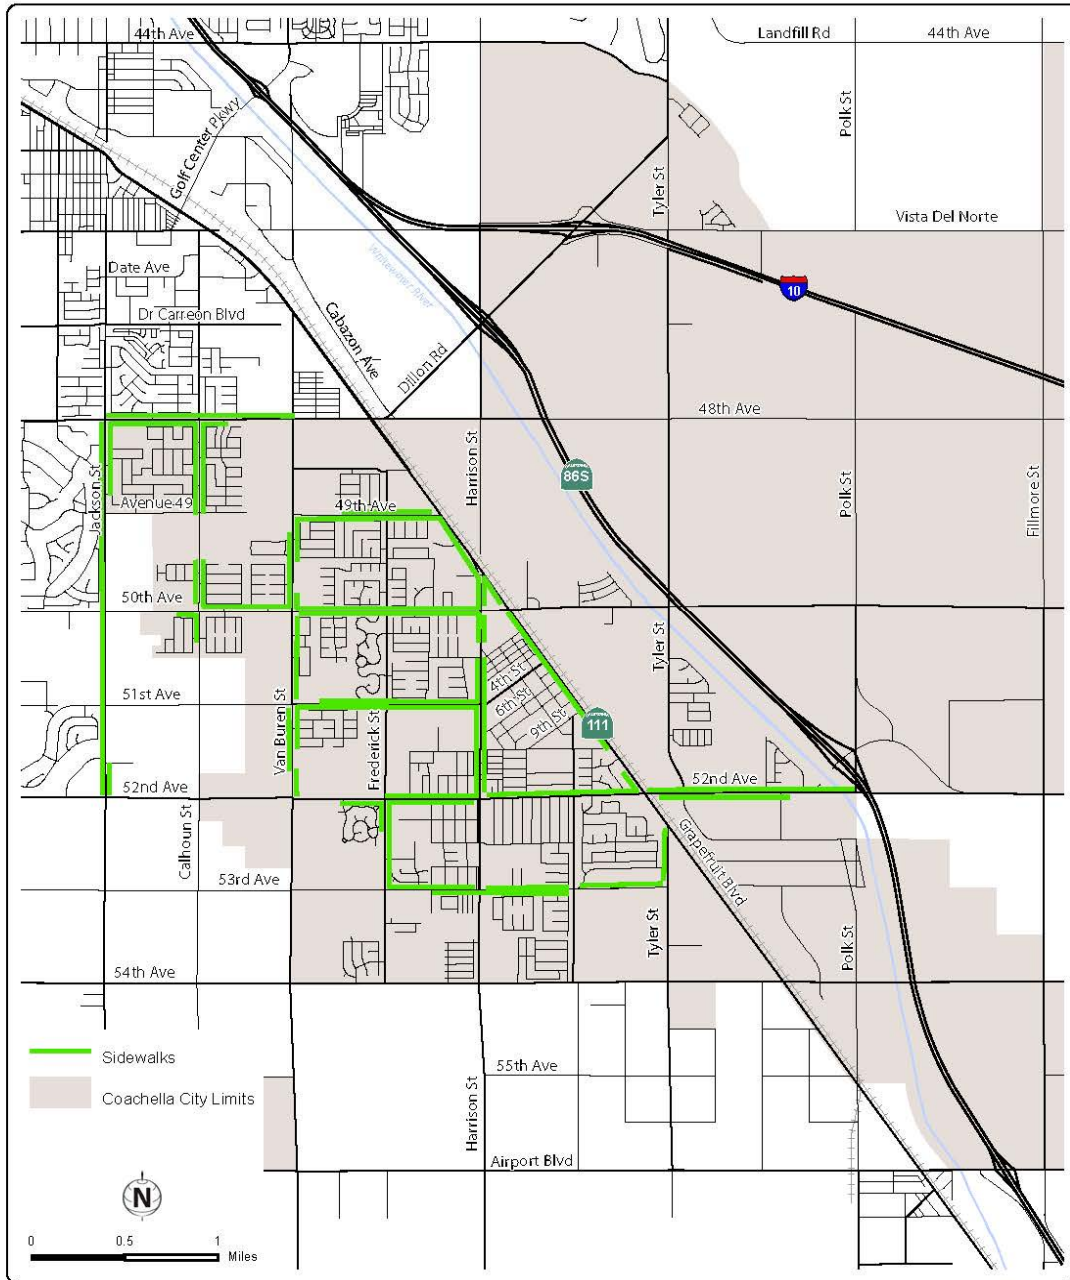 44th Ave
Landfill Rd
44th Ave
Golf Center Pkwy
Polk St
Tyler St
Vista Del Norte
Whitewater River
Date Ave
10
Dr Carreon Blvd
Cabazon Ave
Dillon Rd
48th Ave
Harrison St
86S
Jackson St
Avenue 49
49th Ave
Polk St
Fillmore St
50th Ave
Tyler St
51st Ave
4th St
6th St
9th St
111
Van Buren St
Frederick St
52nd Ave
52nd Ave
Calhoun St
Grapefruit Blvd
53rd Ave
Tyler St
Polk St
54th Ave
Sidewalks
55th Ave
Coachella City Limits
Harrison St
Airport Blvd
N
0 0.5 1
Miles